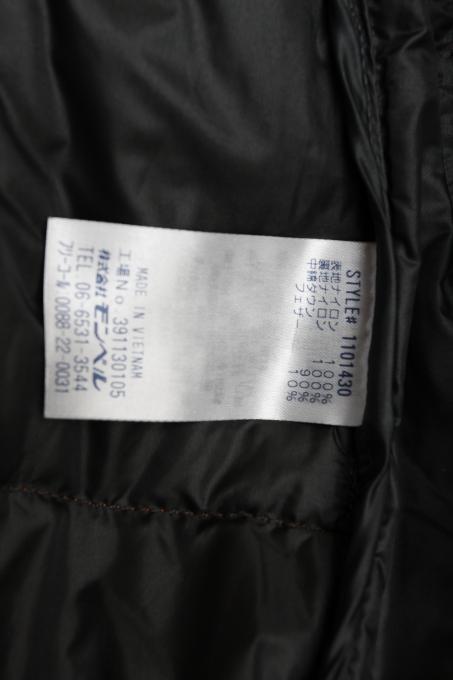 STYLE# 1101430
表地ナイロン 100%
裏地ナイロン 100%
中綿ダウン 90%
フェザー 10%
MADE IN VIETNAM
工場No.391130105
株式会社モンベル
TEL 06-6531-3544
フリーコール 0088-22-0031